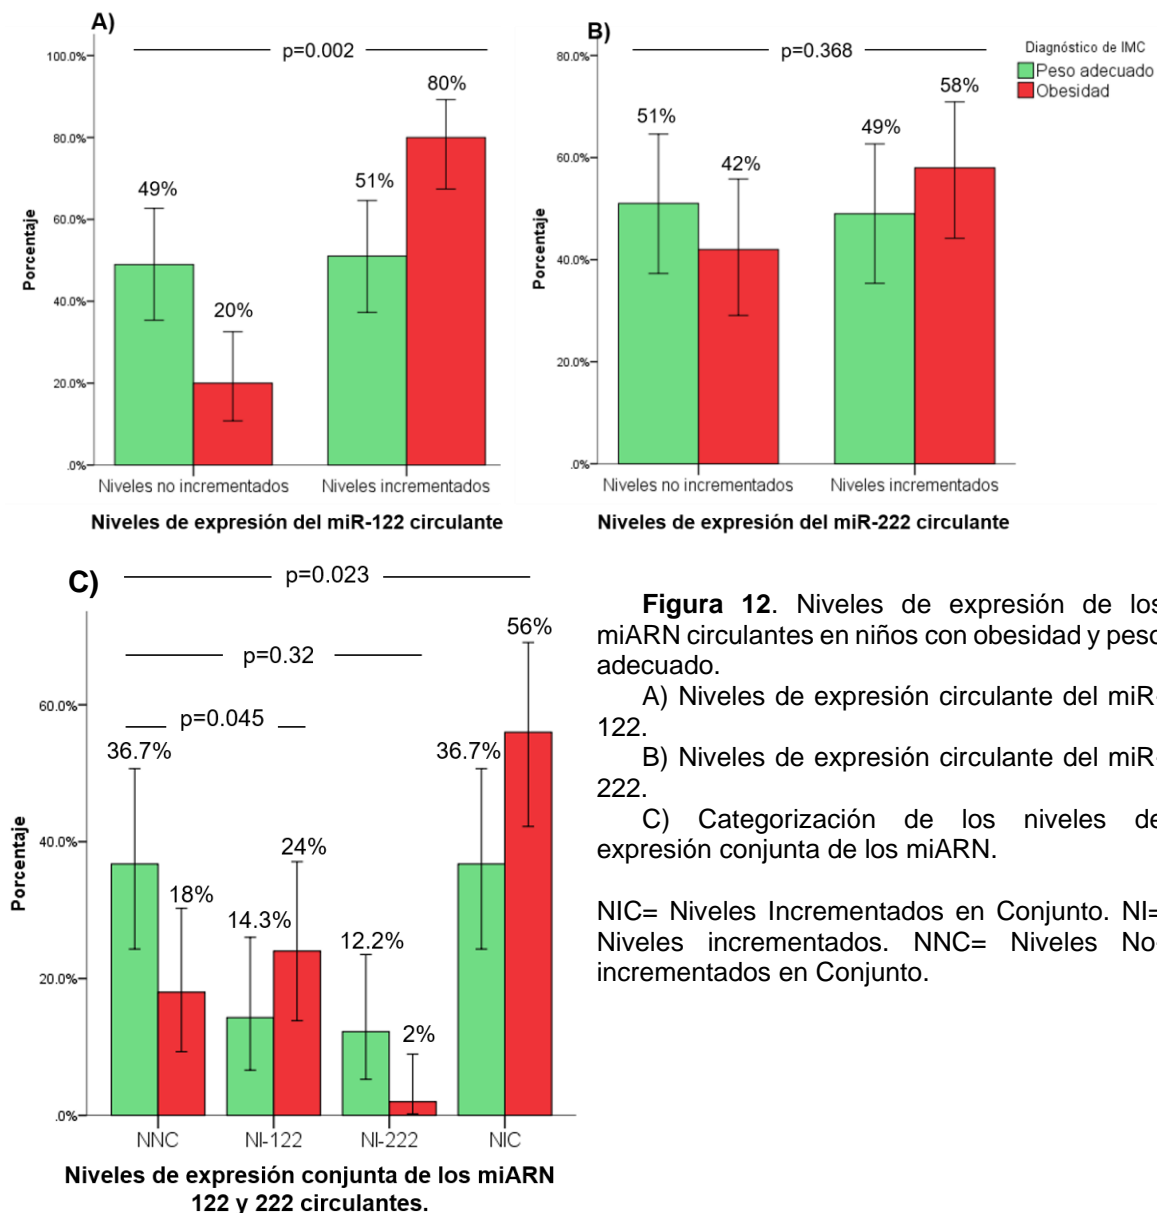 A)
p=0.002
100.0%
80.0%
60.0%
40.0%
20.0%
.0%
Porcentaje
49%
20%
51%
80%
Niveles no incrementados
Niveles incrementados
Niveles de expresión del miR-122 circulante
B)
p=0.368
80.0%
60.0%
40.0%
20.0%
.0%
Porcentaje
51%
42%
49%
58%
Niveles no incrementados
Niveles incrementados
Niveles de expresión del miR-222 circulante
Diagnóstico de IMC
Peso adecuado
Obesidad
C)
p=0.023
p=0.32
p=0.045
60.0%
40.0%
20.0%
.0%
Porcentaje
36.7%
18%
14.3%
24%
12.2%
2%
36.7%
56%
NNC
NI-122
NI-222
NIC
Niveles de expresión conjunta de los miARN
122 y 222 circulantes.
Figura 12. Niveles de expresión de los
miARN circulantes en niños con obesidad y peso
adecuado.
A) Niveles de expresión circulante del miR-
122.
B) Niveles de expresión circulante del miR-
222.
C) Categorización de los niveles de
expresión conjunta de los miARN.
NIC= Niveles Incrementados en Conjunto. NI=
Niveles incrementados. NNC= Niveles No-
incrementados en Conjunto.